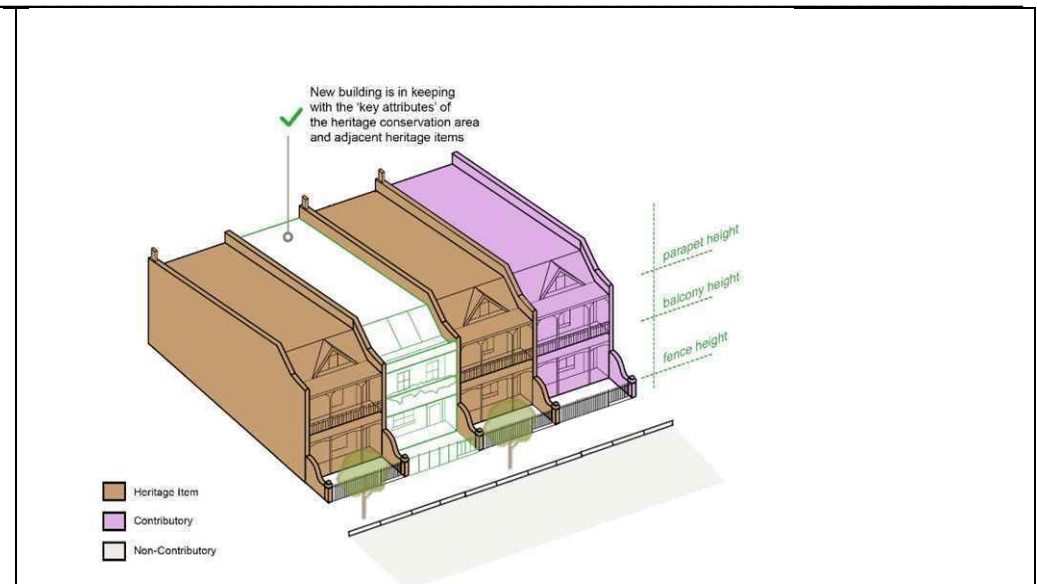 New building is in keeping
with the 'key attributes' of
the heritage conservation area
and adjacent heritage items
parapet height
balcony height
fence height
Heritage Item
Contributory
Non-Contributory